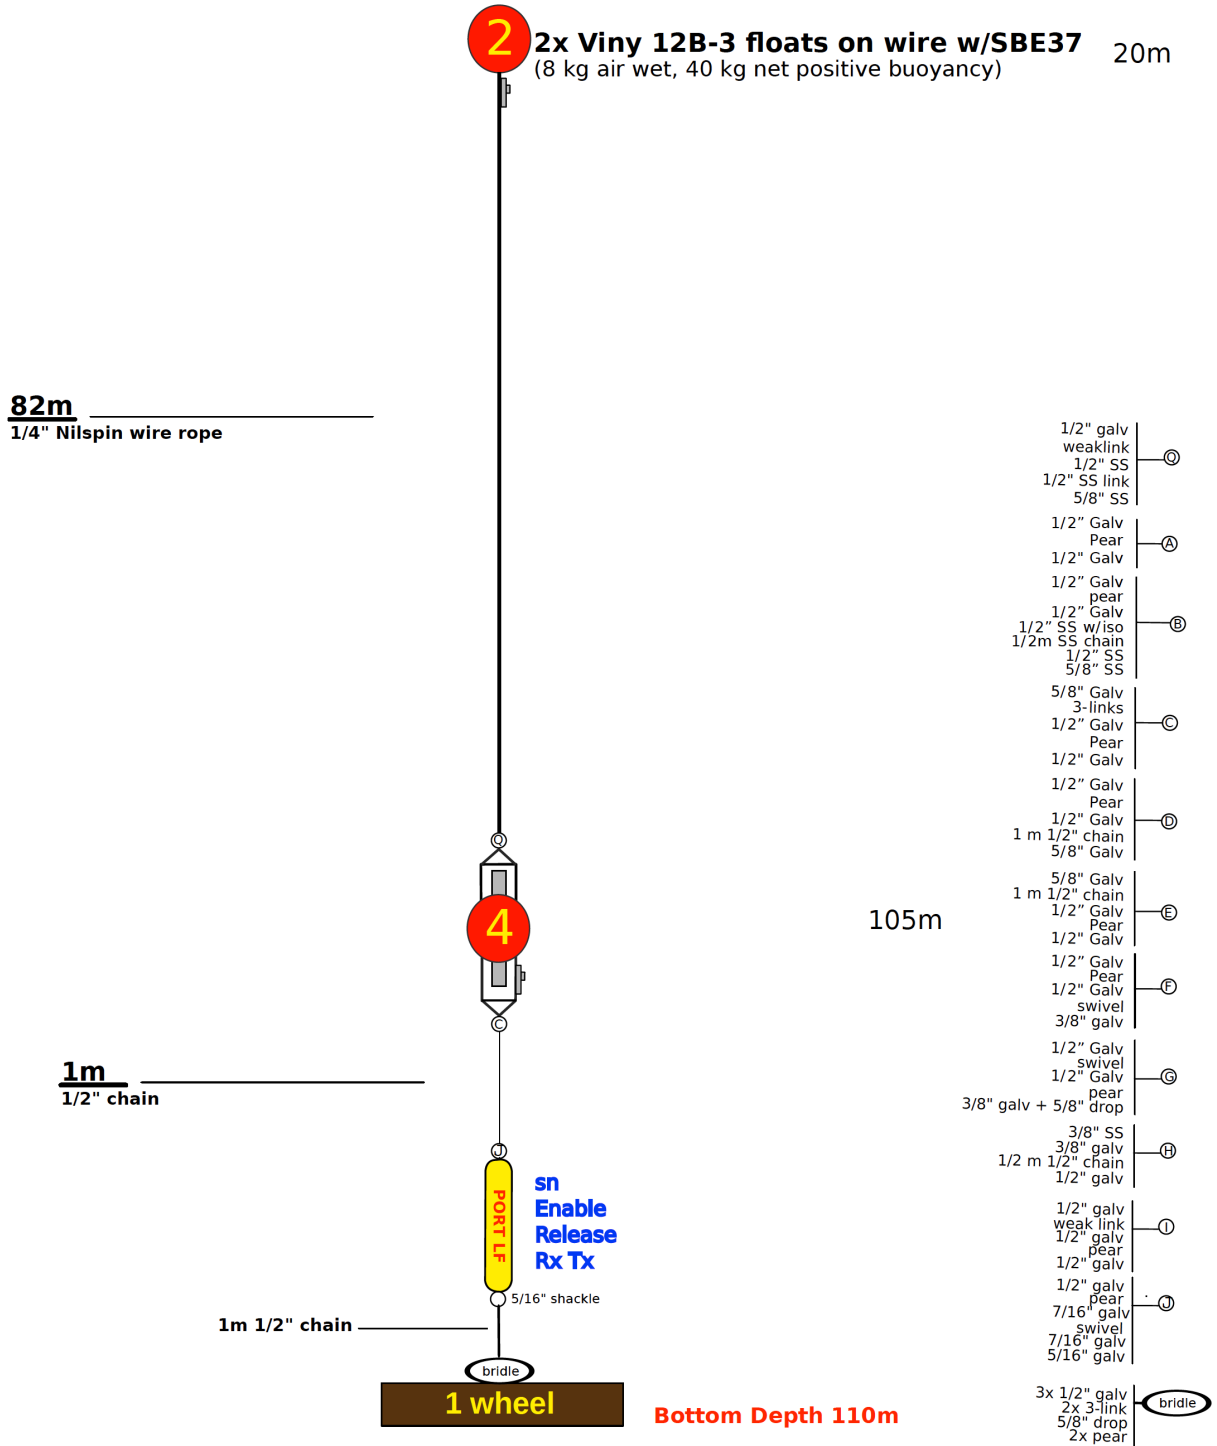 2
2x Viny 12B-3 floats on wire w/SBE37
(8 kg air wet, 40 kg net positive buoyancy)
20m
82m
1/4" Nilspin wire rope
1/2" galv
weaklink
1/2" SS
1/2" SS link
5/8" SS
Q
1/2” Galv
Pear
1/2" Galv
A
1/2” Galv
pear
1/2” Galv
1/2” SS w/iso
1/2m SS chain
1/2” SS
5/8” SS
B
5/8" Galv
3-links
1/2” Galv
Pear
1/2" Galv
C
1/2” Galv
Pear
1/2" Galv
1 m 1/2" chain
5/8" Galv
D
5/8" Galv
1 m 1/2" chain
1/2” Galv
Pear
1/2" Galv
E
1/2” Galv
Pear
1/2" Galv
swivel
3/8" galv
F
1/2” Galv
swivel
1/2" Galv
pear
3/8" galv + 5/8" drop
G
3/8" SS
3/8" galv
1/2 m 1/2" chain
1/2" galv
H
1/2" galv
weak link
1/2" galv
pear
1/2" galv
I
1/2" galv
pear
7/16" galv
swivel
7/16" galv
5/16" galv
J
3x 1/2" galv
2x 3-link
5/8" drop
2x pear
bridle
Q
4
105m
C
1m
1/2" chain
J
PORT LF
sn
Enable
Release
Rx Tx
5/16" shackle
1m 1/2" chain
bridle
1 wheel
Bottom Depth 110m